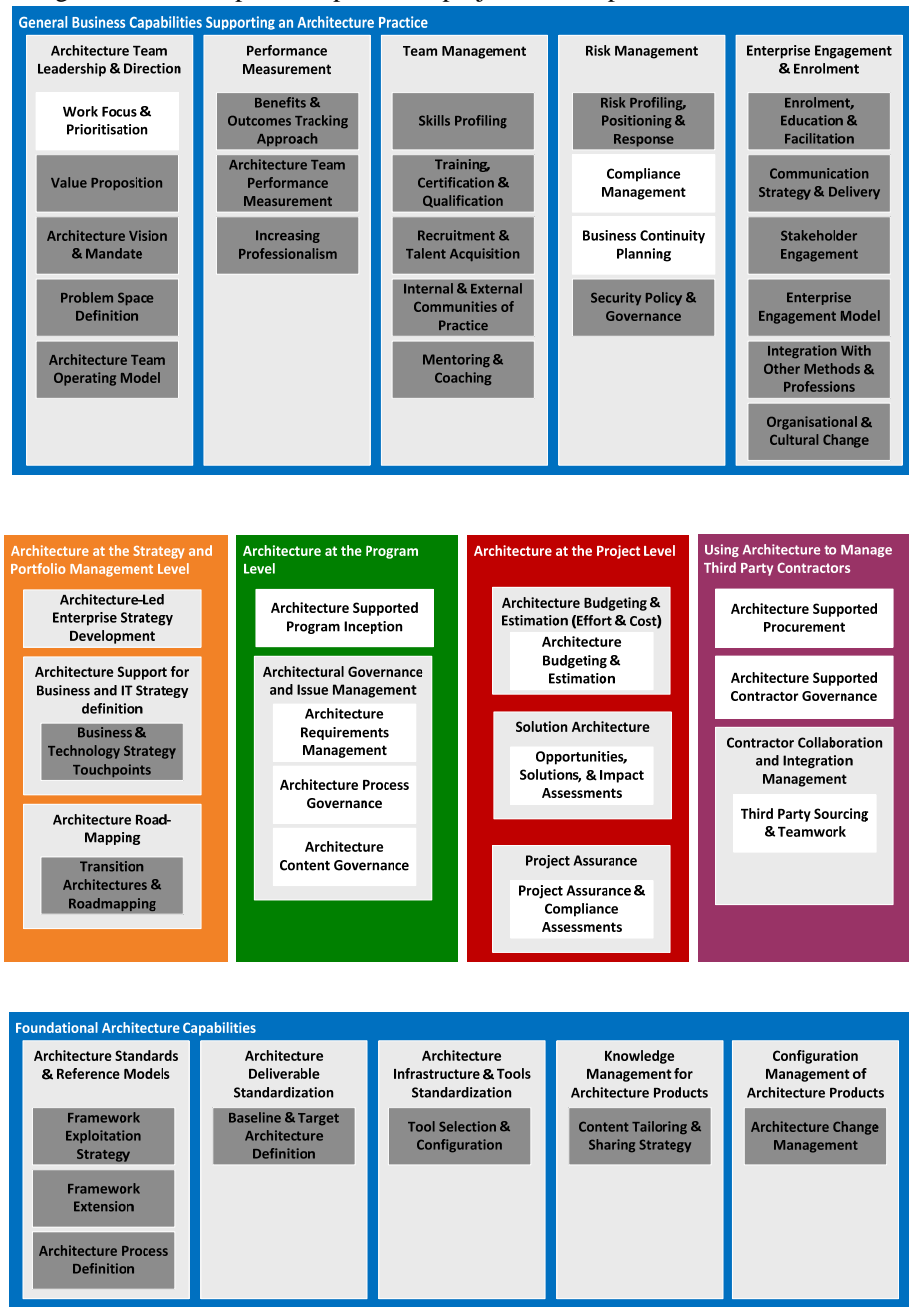 General Business Capabilities Supporting an Architecture Practice
Architecture Team
Leadership & Direction
Work Focus &
Prioritisation
Value Proposition
Architecture Vision
& Mandate
Problem Space
Definition
Architecture Team
Operating Model
Performance
Measurement
Benefits &
Outcomes Tracking
Approach
Architecture Team
Performance
Measurement
Increasing
Professionalism
Team Management
Skills Profiling
Training,
Certification &
Qualification
Recruitment &
Talent Acquisition
Internal & External
Communities of
Practice
Mentoring &
Coaching
Risk Management
Risk Profiling,
Positioning &
Response
Compliance
Management
Business Continuity
Planning
Security Policy &
Governance
Enterprise Engagement
& Enrolment
Enrolment,
Education &
Facilitation
Communication
Strategy & Delivery
Stakeholder
Engagement
Enterprise
Engagement Model
Integration With
Other Methods &
Professions
Organisational &
Cultural Change
Architecture at the Strategy and
Portfolio Management Level
Architecture-Led
Enterprise Strategy
Development
Architecture Support for
Business and IT Strategy
definition
Business &
Technology Strategy
Touchpoints
Architecture Road-
Mapping
Transition
Architectures &
Roadmapping
Architecture at the Program
Level
Architecture Supported
Program Inception
Architectural Governance
and Issue Management
Architecture
Requirements
Management
Architecture Process
Governance
Architecture
Content Governance
Architecture at the Project Level
Architecture Budgeting &
Estimation (Effort & Cost)
Architecture
Budgeting &
Estimation
Solution Architecture
Opportunities,
Solutions, & Impact
Assessments
Project Assurance
Project Assurance &
Compliance
Assessments
Using Architecture to Manage
Third Party Contractors
Architecture Supported
Procurement
Architecture Supported
Contractor Governance
Contractor Collaboration
and Integration
Management
Third Party Sourcing
& Teamwork
Foundational Architecture Capabilities
Architecture Standards
& Reference Models
Framework
Exploitation
Strategy
Framework
Extension
Architecture Process
Definition
Architecture
Deliverable
Standardization
Baseline & Target
Architecture
Definition
Architecture
Infrastructure & Tools
Standardization
Tool Selection &
Configuration
Knowledge
Management for
Architecture Products
Content Tailoring &
Sharing Strategy
Configuration
Management of
Architecture Products
Architecture Change
Management